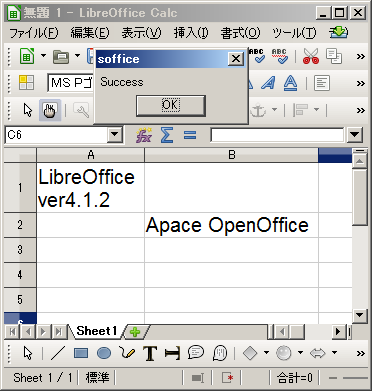 無題 1 - LibreOffice Calc
ファイル(F) 編集(E) 表示(V) 挿入(I) 書式(O) ツール(T)
soffice
Success
OK
MS Pゴ
C6
A B
1
LibreOffice
ver4.1.2
2
Apace OpenOffice
3
4
5
6
Sheet1
Sheet 1 / 1 標準 合計=0